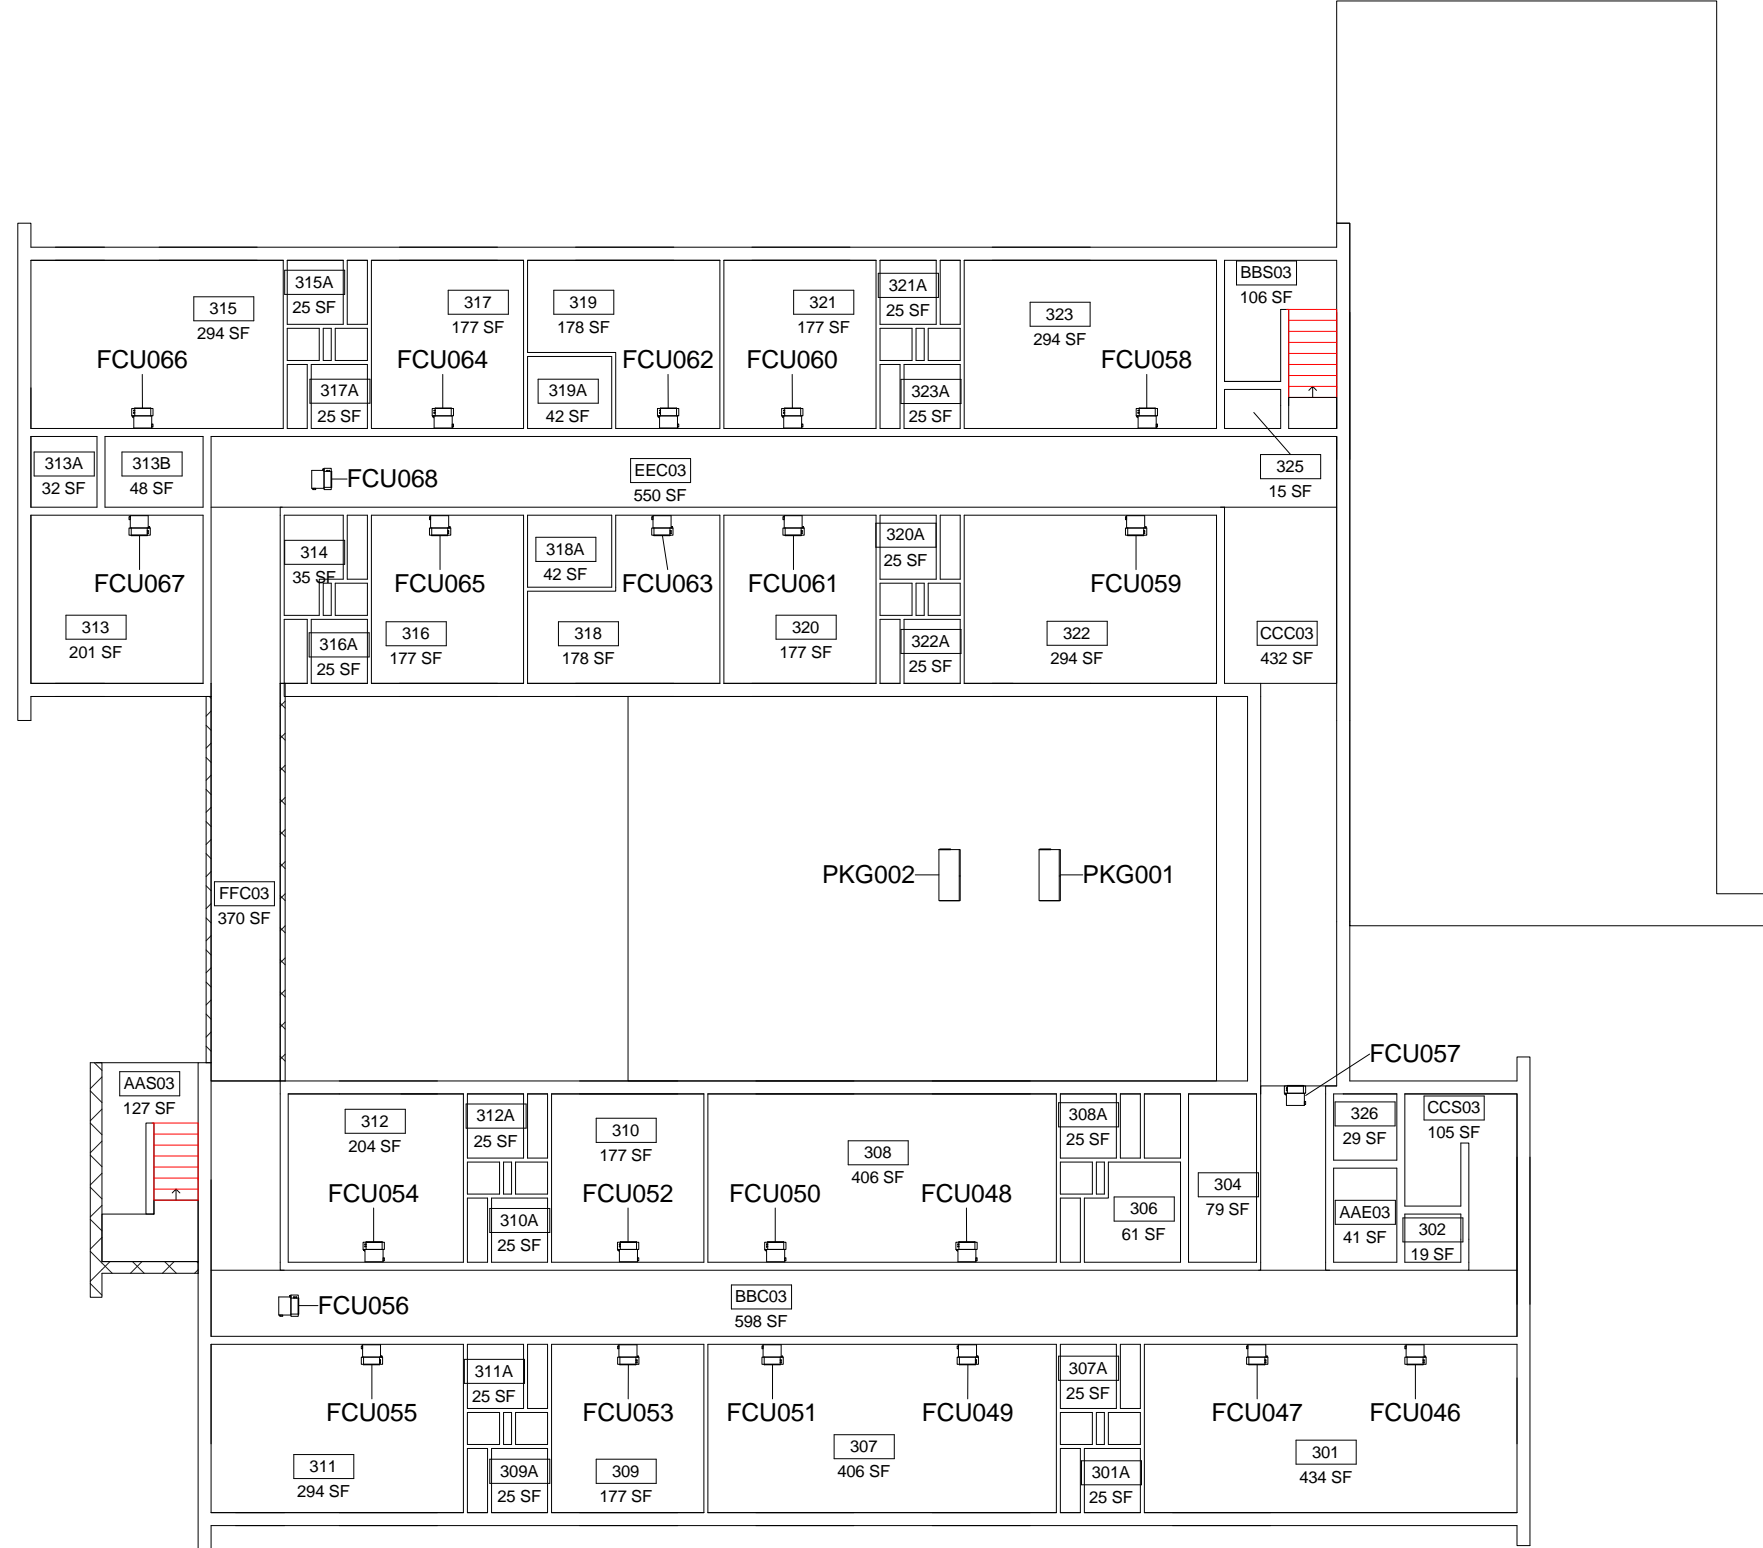 315
294 SF
315A
25 SF
317
177 SF
319
178 SF
321
177 SF
321A
25 SF
323
294 SF
BBS03
106 SF
FCU066
FCU064
FCU062
FCU060
FCU058
317A
25 SF
319A
42 SF
323A
25 SF
313A
32 SF
313B
48 SF
FCU068
EEC03
550 SF
325
15 SF
314
35 SF
318A
42 SF
320A
25 SF
FCU067
FCU065
FCU063
FCU061
FCU059
313
201 SF
316A
25 SF
316
177 SF
318
178 SF
320
177 SF
322A
25 SF
322
294 SF
CCC03
432 SF
PKG002
PKG001
FFC03
370 SF
FCU057
AAS03
127 SF
312
204 SF
312A
25 SF
310
177 SF
308
406 SF
308A
25 SF
326
29 SF
CCS03
105 SF
FCU054
FCU052
FCU050
FCU048
310A
25 SF
306
61 SF
304
79 SF
AAE03
41 SF
302
19 SF
FCU056
BBC03
598 SF
311A
25 SF
307A
25 SF
FCU055
FCU053
FCU051
FCU049
FCU047
FCU046
311
294 SF
309A
25 SF
309
177 SF
307
406 SF
301A
25 SF
301
434 SF